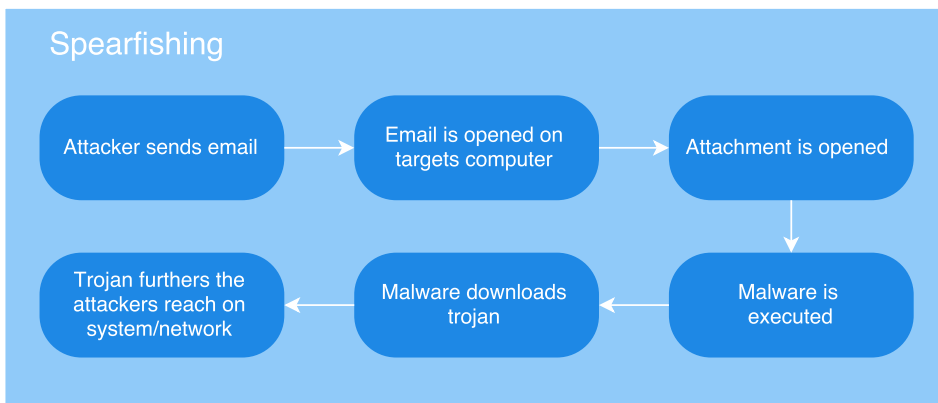 Spearfishing
Attacker sends email
Email is opened on
targets computer
Attachment is opened
Malware is
executed
Malware downloads
trojan
Trojan furthers the
attackers reach on
system/network